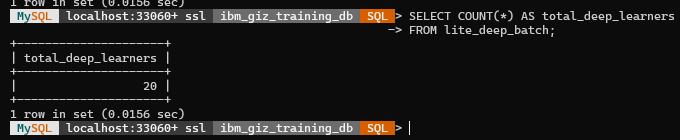 1 row in set (0.0156 sec)
MySQL localhost:33060+ ssl ibm_giz_training_db SQL> SELECT COUNT(*) AS total_deep_learners
-> FROM lite_deep_batch;
+---------------------+
| total_deep_learners |
+---------------------+
|                  20 |
+---------------------+
1 row in set (0.0156 sec)
MySQL localhost:33060+ ssl ibm_giz_training_db SQL>